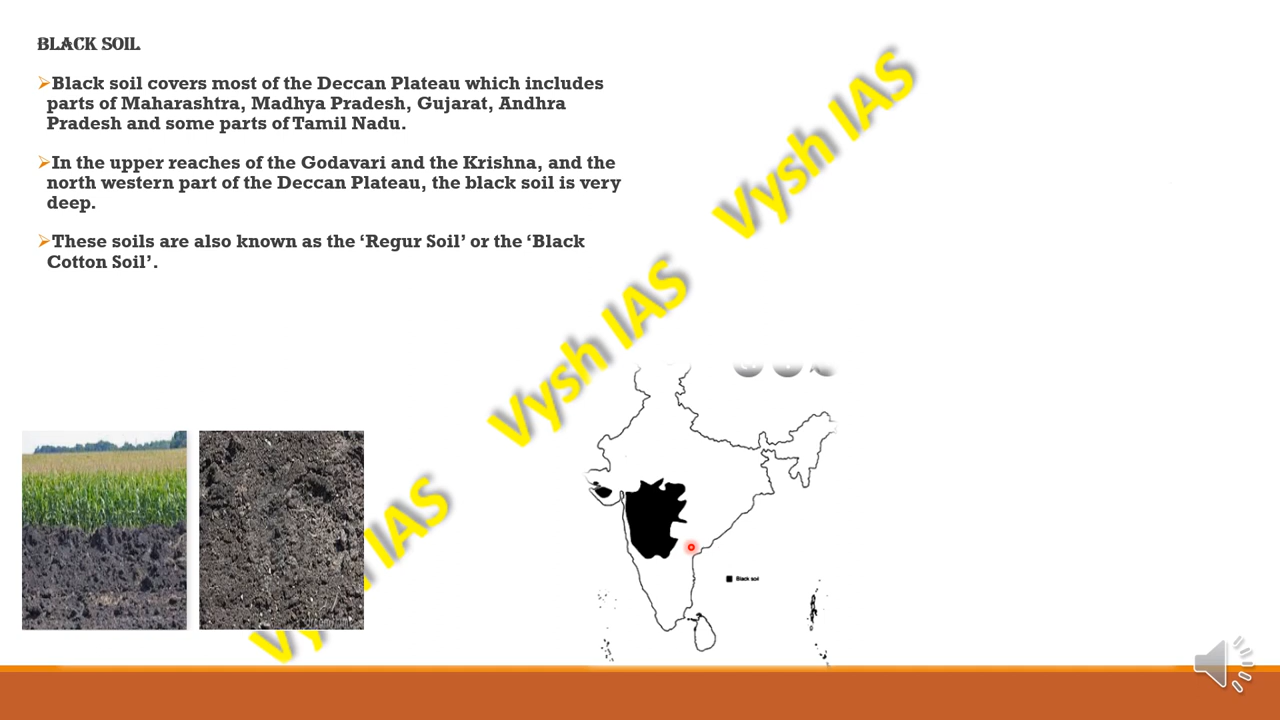 BLACK SOIL
➢Black soil covers most of the Deccan Plateau which includes
parts of Maharashtra, Madhya Pradesh, Gujarat, Andhra
Pradesh and some parts of Tamil Nadu.
➢In the upper reaches of the Godavari and the Krishna, and the
north western part of the Deccan Plateau, the black soil is very
deep.
➢These soils are also known as the ‘Regur Soil’ or the ‘Black
Cotton Soil’.
Vysh IAS
Vysh IAS
IAS
Black soil